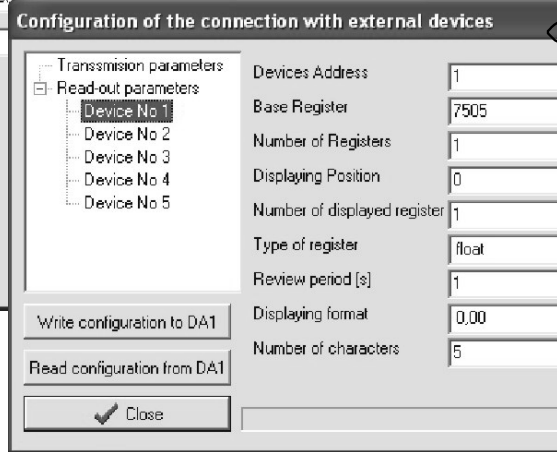 Configuration of the connection with external devices
Transsmision parameters
Read-out parameters
Device No 1
Device No 2
Device No 3
Device No 4
Device No 5
Devices Address 1
Base Register 7505
Number of Registers 1
Displaying Position 0
Number of displayed register 1
Type of register float
Review period [s] 1
Displaying format 0,00
Number of characters 5
Write configuration to DA1
Read configuration from DA1
Close